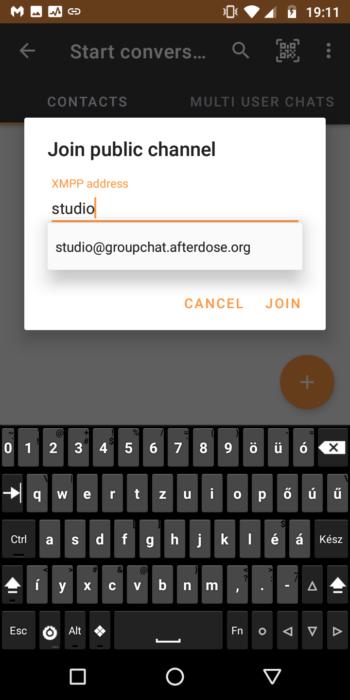 19:11
Start convers…
CONTACTS MULTI USER CHATS
Join public channel
XMPP address
studio
studio@groupchat.afterdose.org
CANCEL JOIN
0 1 2 3 4 5 6 7 8 9 ö ü ó
q w e r t z u i o p ő ú ű
Ctrl a s d f g h j k l é á Kész
í y x c v b n m , . -
Esc Alt Fn